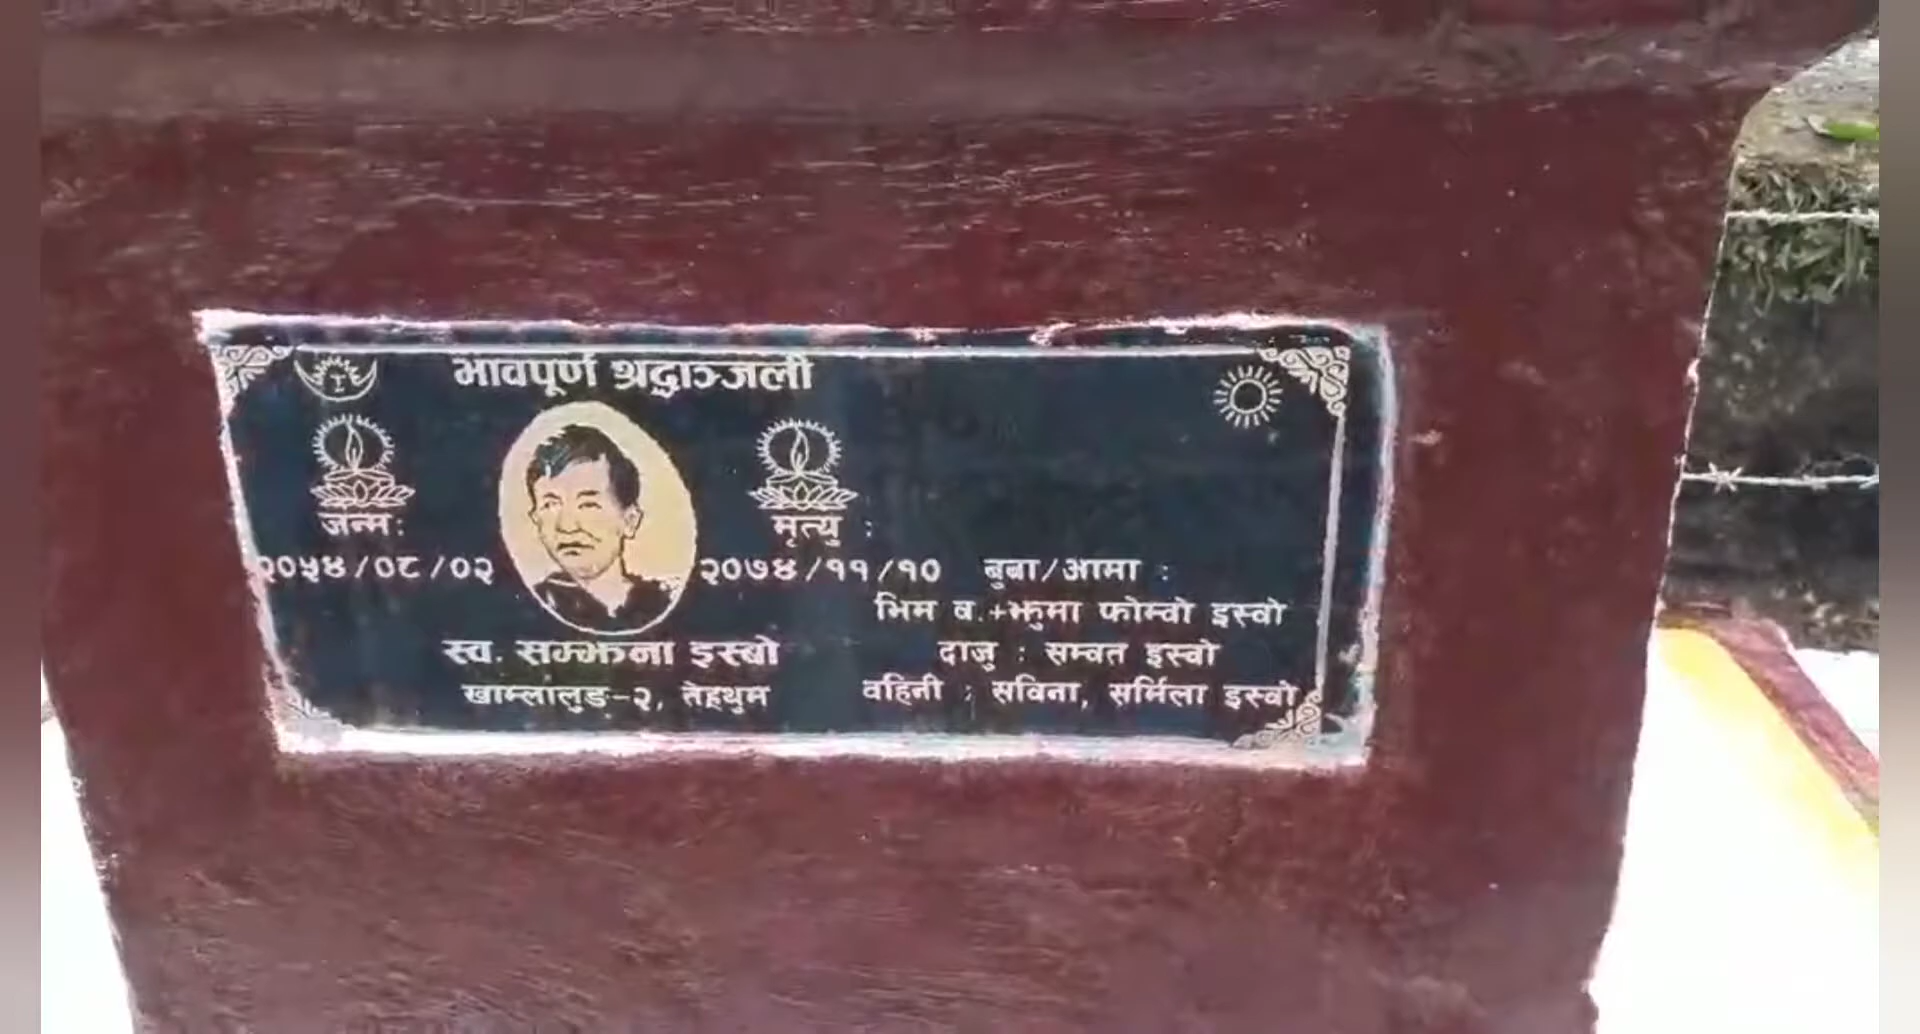 भावपूर्ण श्रद्धाञ्जली
जन्म:
मृत्यु :
२०५४/०८/०२
२०७४/११/१०
स्व. सम्झना इस्बो
खाम्लालुङ-२, तेह्रथुम
बुबा/आमा :
भिम व.+झुमा फोम्वो इस्वो
दाजु : सम्वत इस्वो
वहिनी : सविना, सर्मिला इस्वो